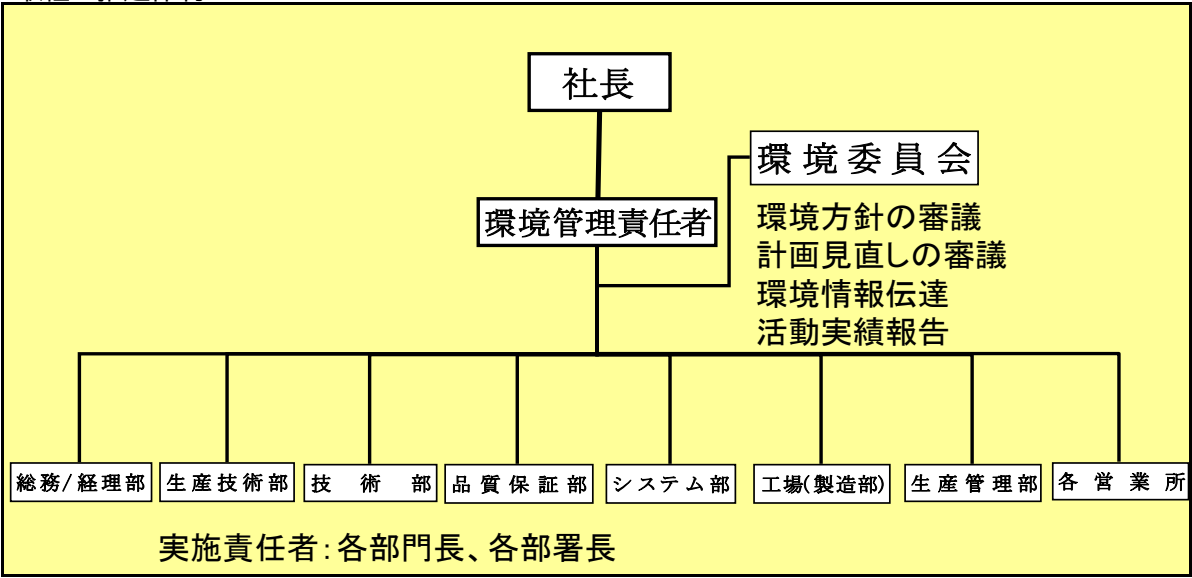 社長
環境委員会
環境管理責任者
環境方針の審議
計画見直しの審議
環境情報伝達
活動実績報告
総務/経理部
生産技術部
技術部
品質保証部
システム部
工場(製造部)
生産管理部
各営業所
実施責任者:各部門長、各部署長